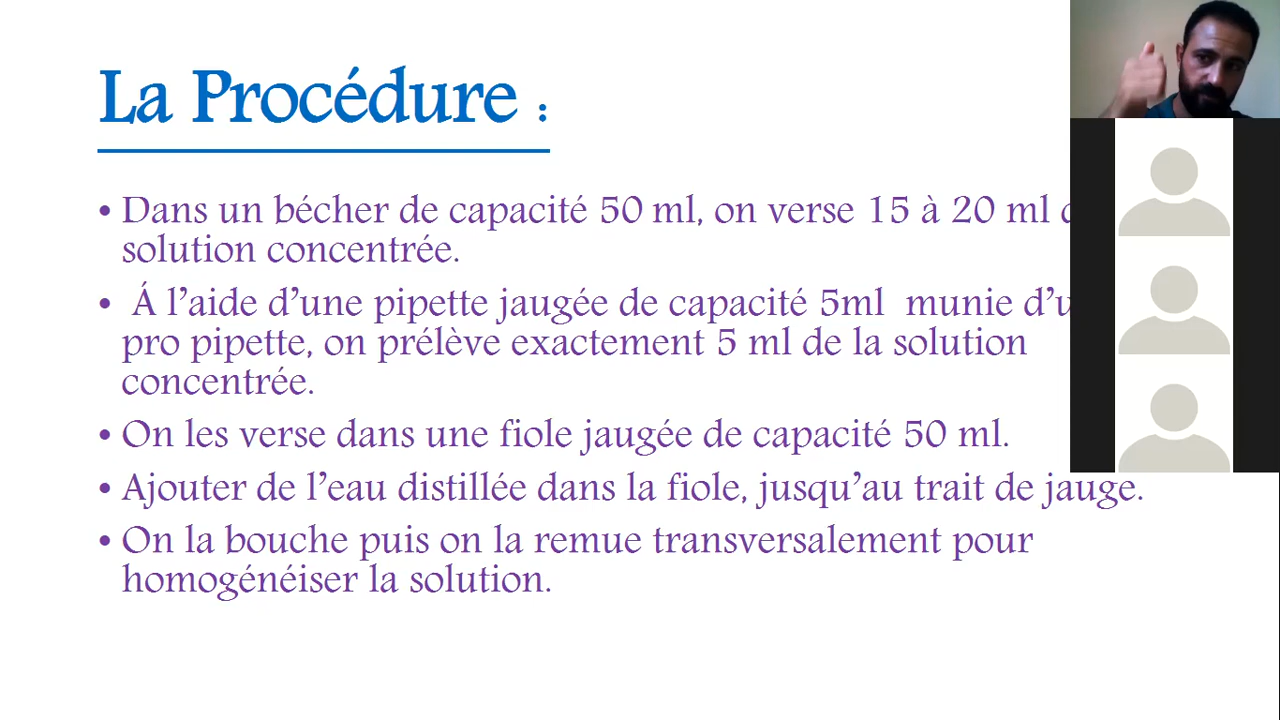 La Procédure :
• Dans un bécher de capacité 50 ml, on verse 15 à 20 ml
solution concentrée.
• Á l’aide d’une pipette jaugée de capacité 5ml munie
pro pipette, on prélève exactement 5 ml de la solution
concentrée.
• On les verse dans une fiole jaugée de capacité 50 ml.
• Ajouter de l’eau distillée dans la fiole, jusqu’au trait de jauge.
• On la bouche puis on la remue transversalement pour
homogénéiser la solution.